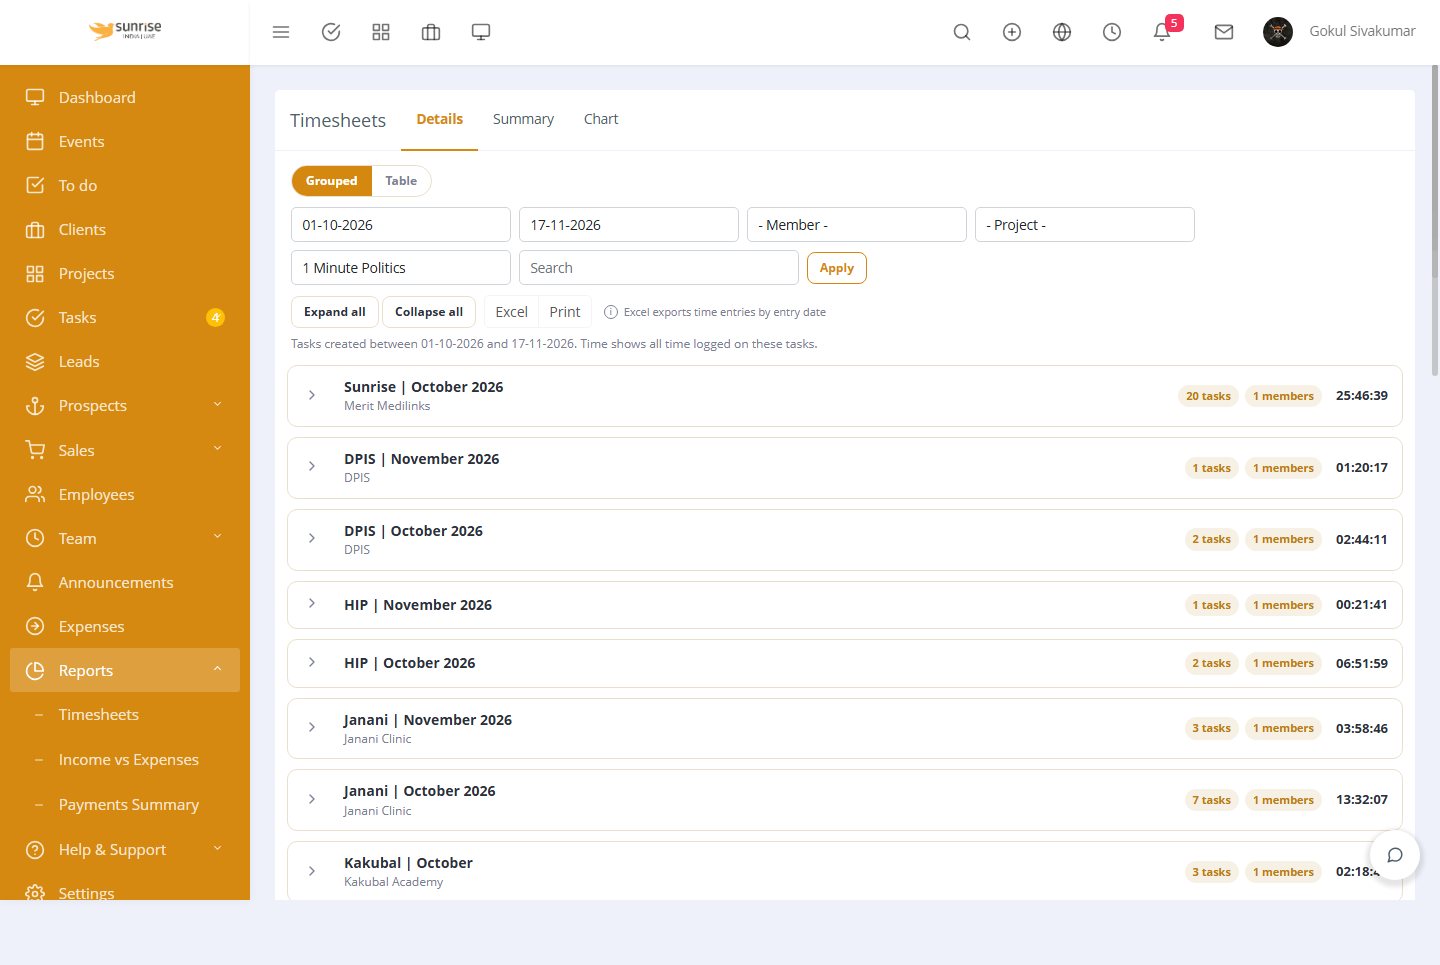 sunrise
INDIA | UAE
5
Gokul Sivakumar
Dashboard
Events
To do
Clients
Projects
Tasks
4
Leads
Prospects
Sales
Employees
Team
Announcements
Expenses
Reports
Timesheets
Income vs Expenses
Payments Summary
Help & Support
Settings
Timesheets
Details
Summary
Chart
Grouped
Table
01-10-2026
17-11-2026
- Member -
- Project -
1 Minute Politics
Search
Apply
Expand all
Collapse all
Excel
Print
Excel exports time entries by entry date
Tasks created between 01-10-2026 and 17-11-2026. Time shows all time logged on these tasks.
Sunrise | October 2026
Merit Medilinks
20 tasks
1 members
25:46:39
DPIS | November 2026
DPIS
1 tasks
1 members
01:20:17
DPIS | October 2026
DPIS
2 tasks
1 members
02:44:11
HIP | November 2026
1 tasks
1 members
00:21:41
HIP | October 2026
2 tasks
1 members
06:51:59
Janani | November 2026
Janani Clinic
3 tasks
1 members
03:58:46
Janani | October 2026
Janani Clinic
7 tasks
1 members
13:32:07
Kakubal | October
Kakubal Academy
3 tasks
1 members